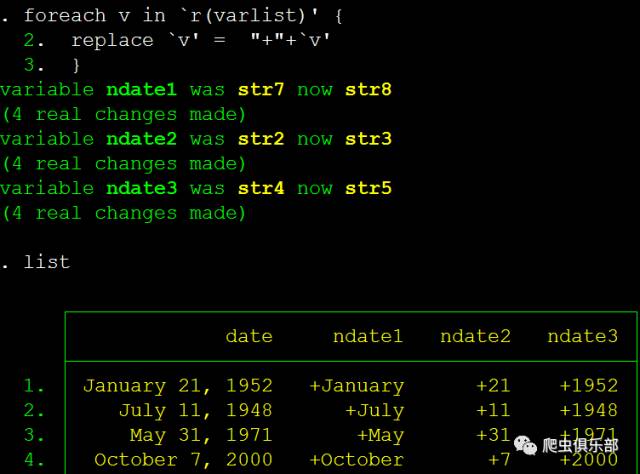 . foreach v in `r(varlist)' {
2. replace `v' = "+"+`v'
3. }
variable ndate1 was str7 now str8
(4 real changes made)
variable ndate2 was str2 now str3
(4 real changes made)
variable ndate3 was str4 now str5
(4 real changes made)
. list
date ndate1 ndate2 ndate3
1. January 21, 1952 +January +21 +1952
2. July 11, 1948 +July +11 +1948
3. May 31, 1971 +May +31 +1971
4. October 7, 2000 +October +7 +2000
爬虫俱乐部